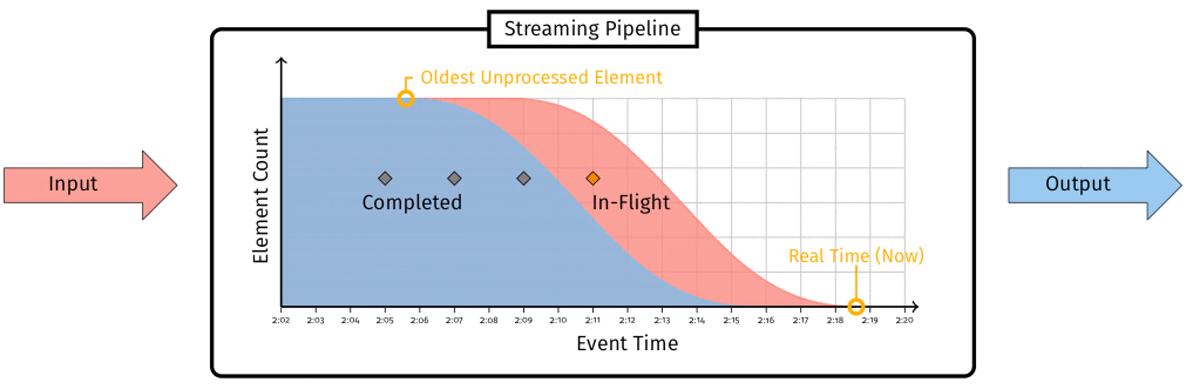 Streaming Pipeline
Oldest Unprocessed Element
Input
Element Count
Completed
In-Flight
Output
Real Time (Now)
2:02 2:03 2:04 2:05 2:06 2:07 2:08 2:09 2:10 2:11 2:12 2:13 2:14 2:15 2:16 2:17 2:18 2:19 2:20
Event Time